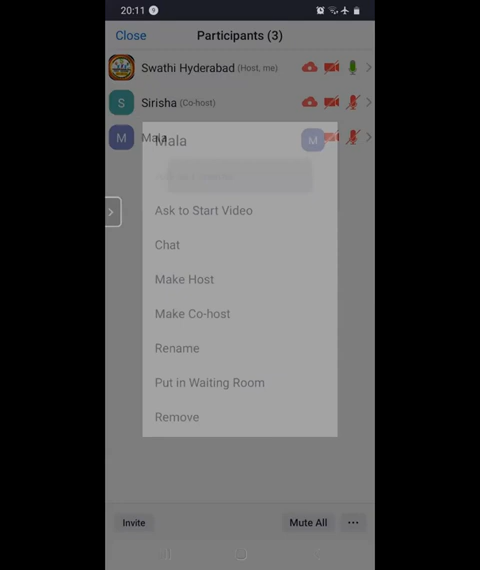 20:11
Close
Participants (3)
Swathi Hyderabad (Host, me)
S
Sirisha (Co-host)
M
Mala
Mala
M
Ask to Start Video
Chat
Make Host
Make Co-host
Rename
Put in Waiting Room
Remove
Invite
Mute All
...